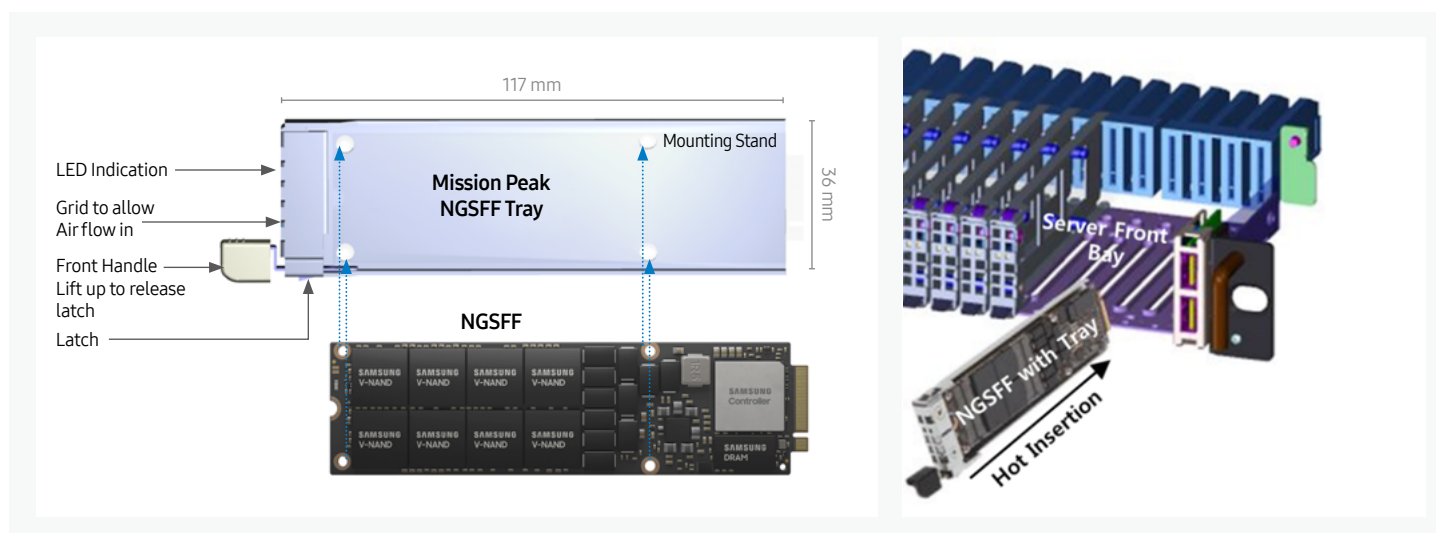 117 mm
Mounting Stand
36 mm
LED Indication
Grid to allow
Air flow in
Front Handle
Lift up to release
latch
Latch
Mission Peak
NGSFF Tray
NGSFF
SAMSUNG
V-NAND
SAMSUNG
V-NAND
SAMSUNG
V-NAND
SAMSUNG
V-NAND
SAMSUNG
Controller
SAMSUNG
V-NAND
SAMSUNG
V-NAND
SAMSUNG
V-NAND
SAMSUNG
V-NAND
SAMSUNG
DRAM
Server Front
Bay
NGSFF with Tray
Hot Insertion